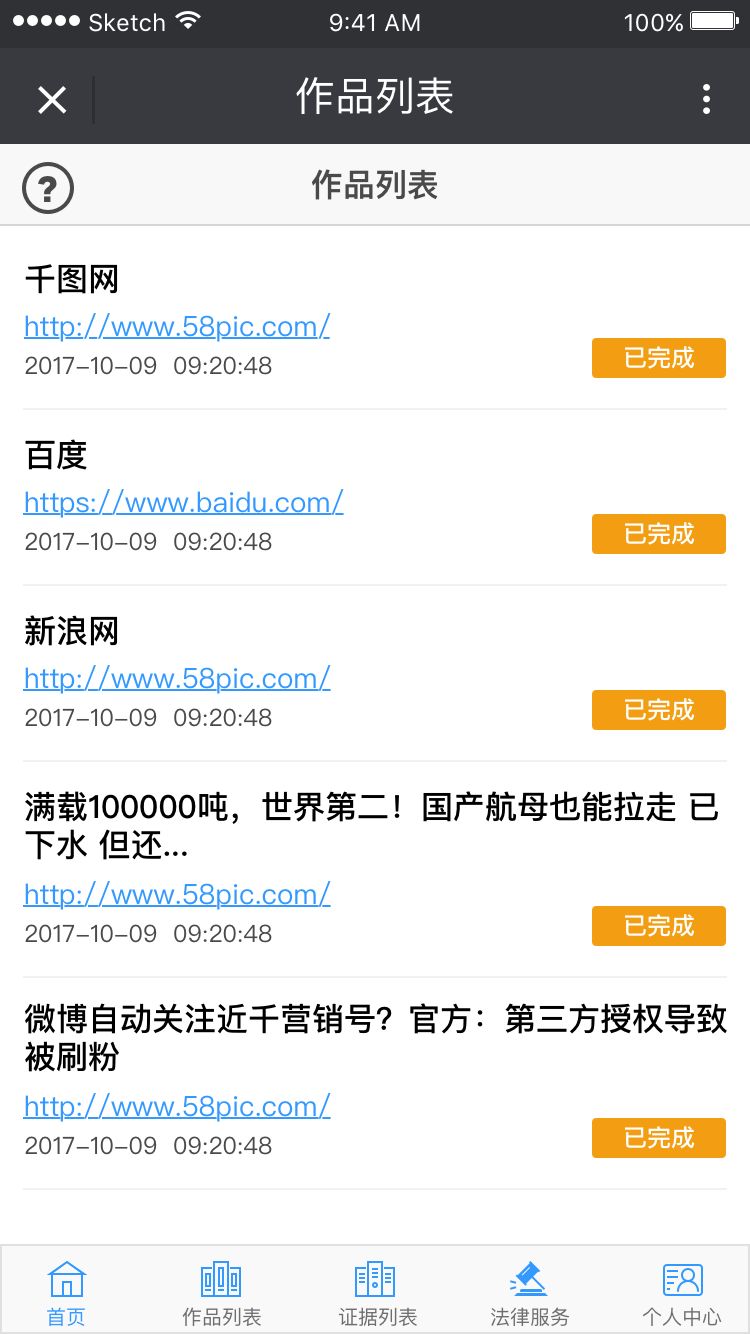 Sketch 9:41 AM 100%
作品列表
作品列表
千图网
http://www.58pic.com/
2017-10-09 09:20:48 已完成
百度
https://www.baidu.com/
2017-10-09 09:20:48 已完成
新浪网
http://www.58pic.com/
2017-10-09 09:20:48 已完成
满载100000吨，世界第二！国产航母也能拉走 已
下水 但还...
http://www.58pic.com/
2017-10-09 09:20:48 已完成
微博自动关注近千营销号？官方：第三方授权导致
被刷粉
http://www.58pic.com/
2017-10-09 09:20:48 已完成
首页 作品列表 证据列表 法律服务 个人中心